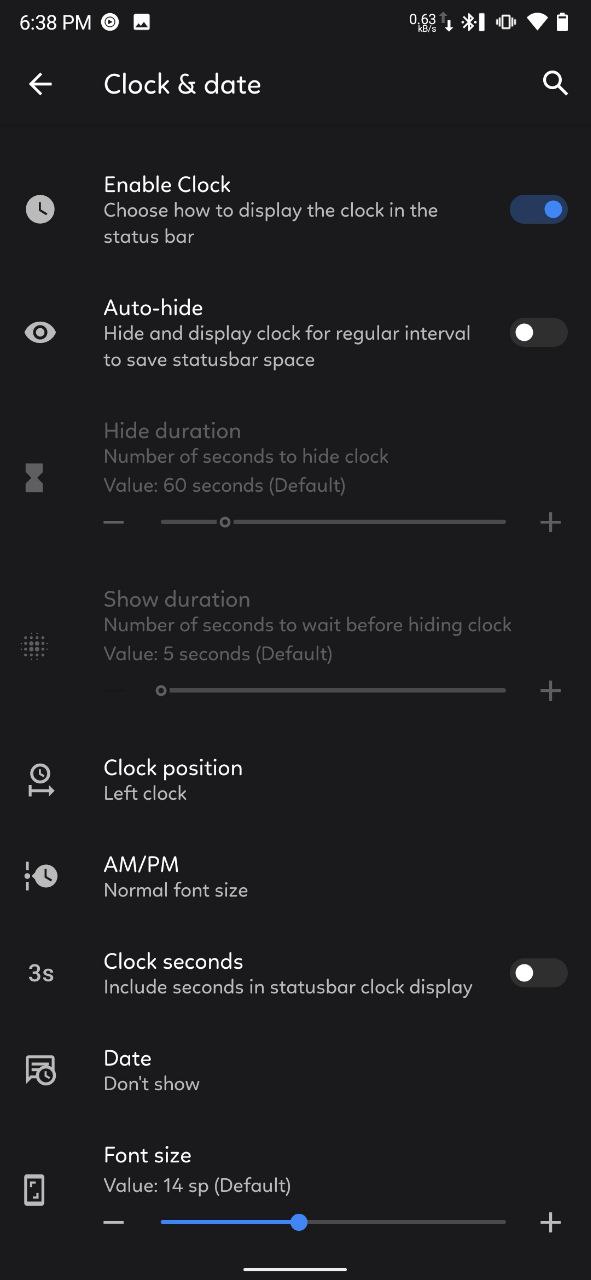 6:38 PM 0.63
kB/s
Clock & date
Enable Clock
Choose how to display the clock in the
status bar
Auto-hide
Hide and display clock for regular interval
to save statusbar space
Hide duration
Number of seconds to hide clock
Value: 60 seconds (Default)
Show duration
Number of seconds to wait before hiding clock
Value: 5 seconds (Default)
Clock position
Left clock
AM/PM
Normal font size
3s Clock seconds
Include seconds in statusbar clock display
Date
Don't show
Font size
Value: 14 sp (Default)